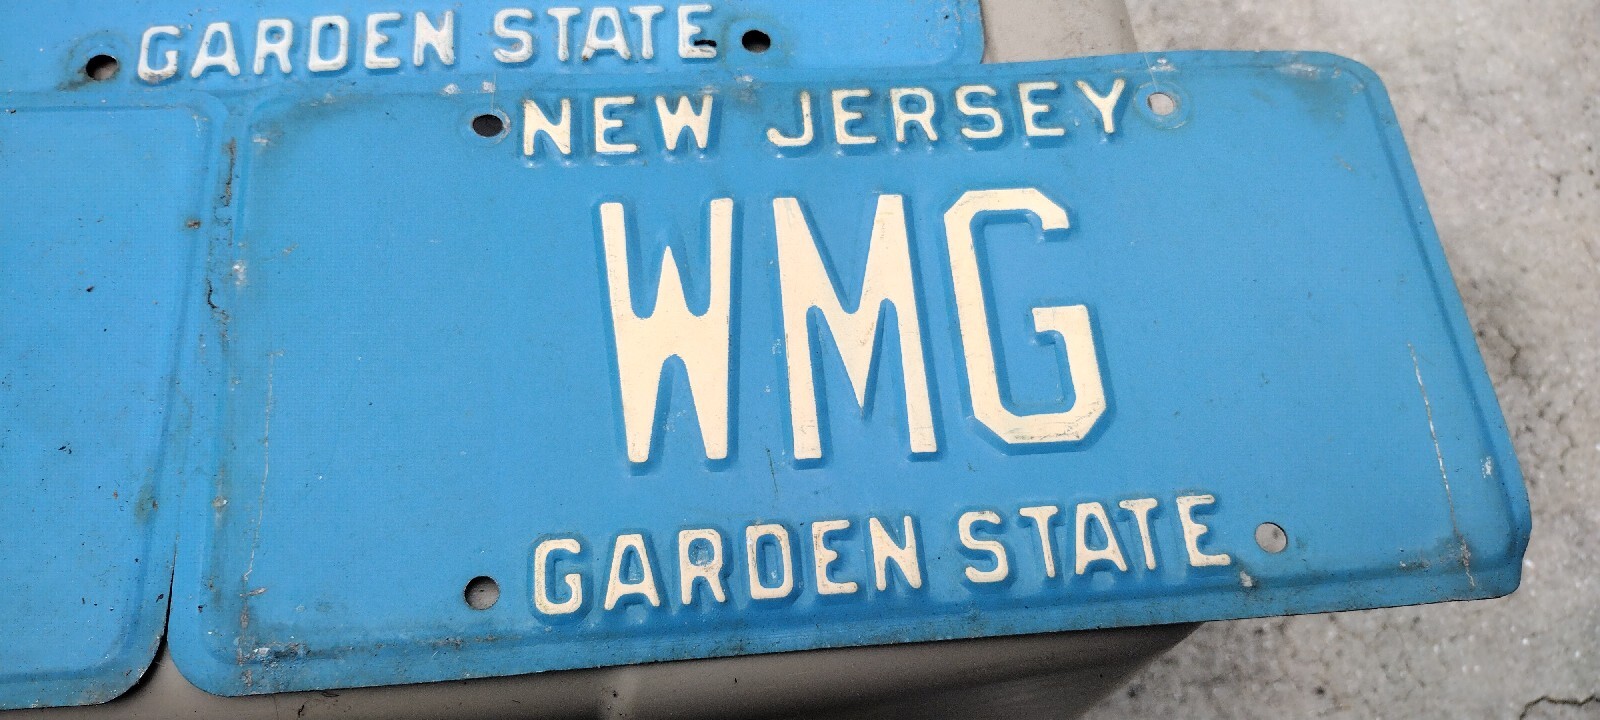 GARDEN STATE
NEW JERSEY
WMG
GARDEN STATE